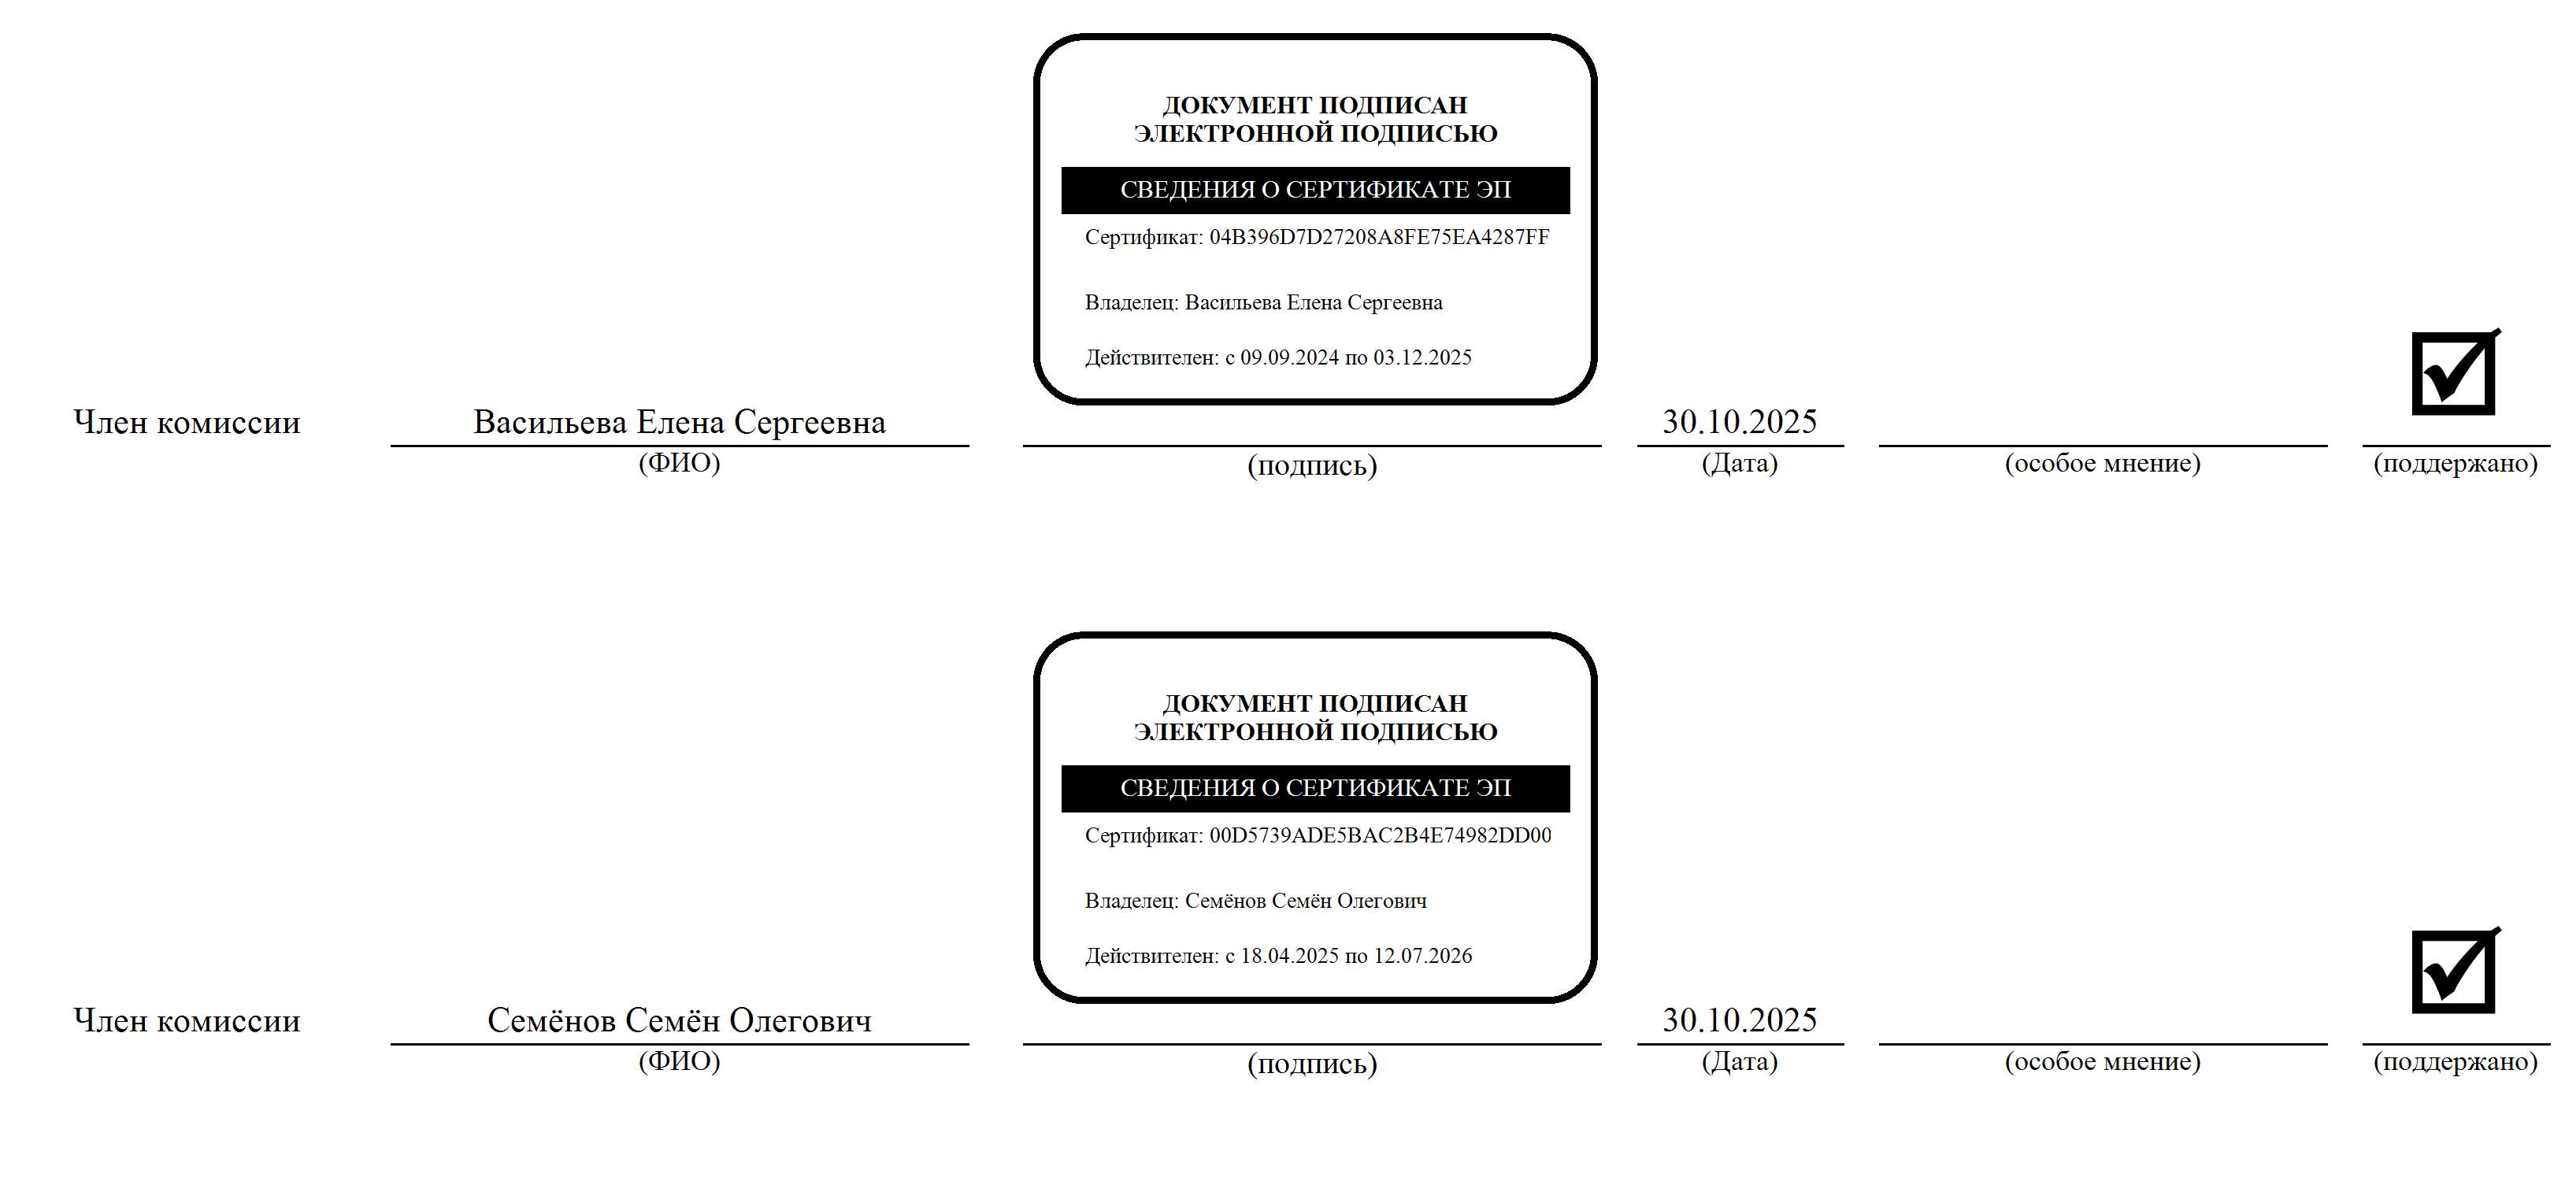 ДОКУМЕНТ ПОДПИСАН
ЭЛЕКТРОННОЙ ПОДПИСЬЮ
СВЕДЕНИЯ О СЕРТИФИКАТЕ ЭП
Сертификат: 04B396D7D27208A8FE75EA4287FF
Владелец: Васильева Елена Сергеевна
Действителен: с 09.09.2024 по 03.12.2025
Член комиссии Васильева Елена Сергеевна 30.10.2025
(ФИО) (подпись) (Дата) (особое мнение) (поддержано)
ДОКУМЕНТ ПОДПИСАН
ЭЛЕКТРОННОЙ ПОДПИСЬЮ
СВЕДЕНИЯ О СЕРТИФИКАТЕ ЭП
Сертификат: 00D5739ADE5BAC2B4E74982DD00
Владелец: Семёнов Семён Олегович
Действителен: с 18.04.2025 по 12.07.2026
Член комиссии Семёнов Семён Олегович 30.10.2025
(ФИО) (подпись) (Дата) (особое мнение) (поддержано)